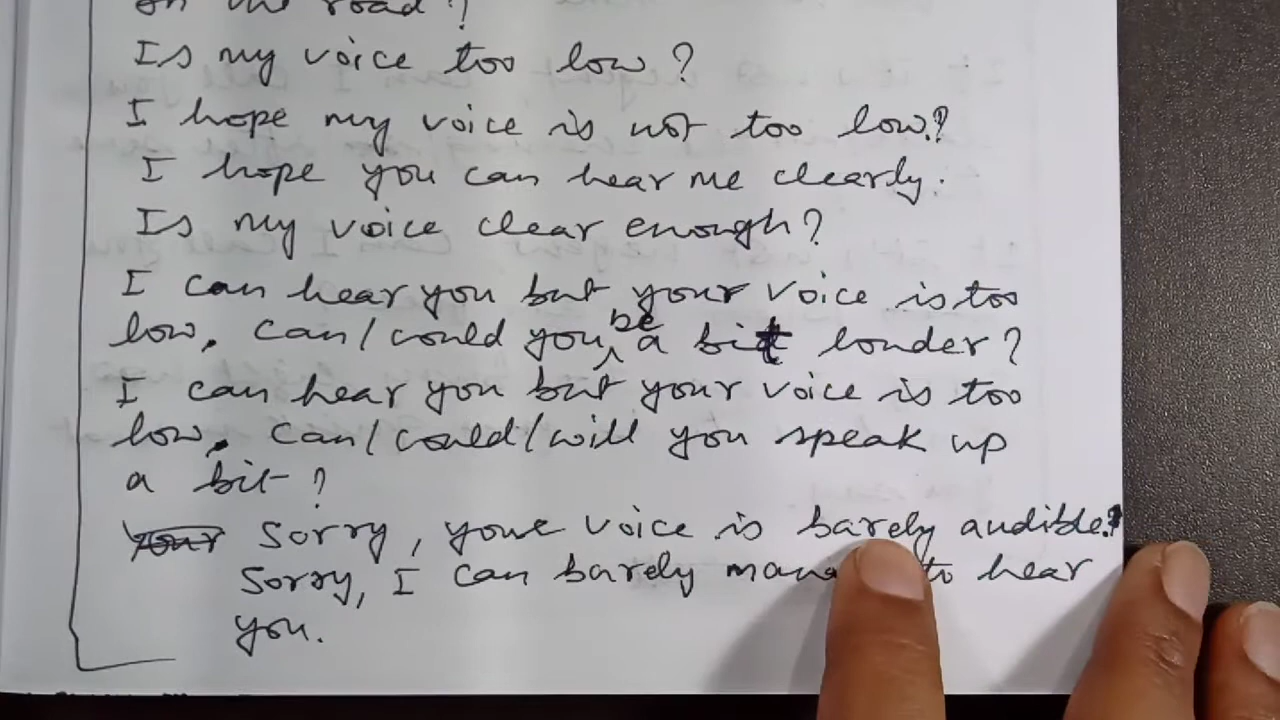 on the road?
Is my voice too low?
I hope my voice is not too low.?
I hope you can hear me clearly.
Is my voice clear enough?
I can hear you but your voice is too
low. Can/could you be a bit louder?
I can hear you but your voice is too
low. Can/could/will you speak up
a bit?
Sorry, your voice is barely audible.
Sorry, I can barely to hear
you.